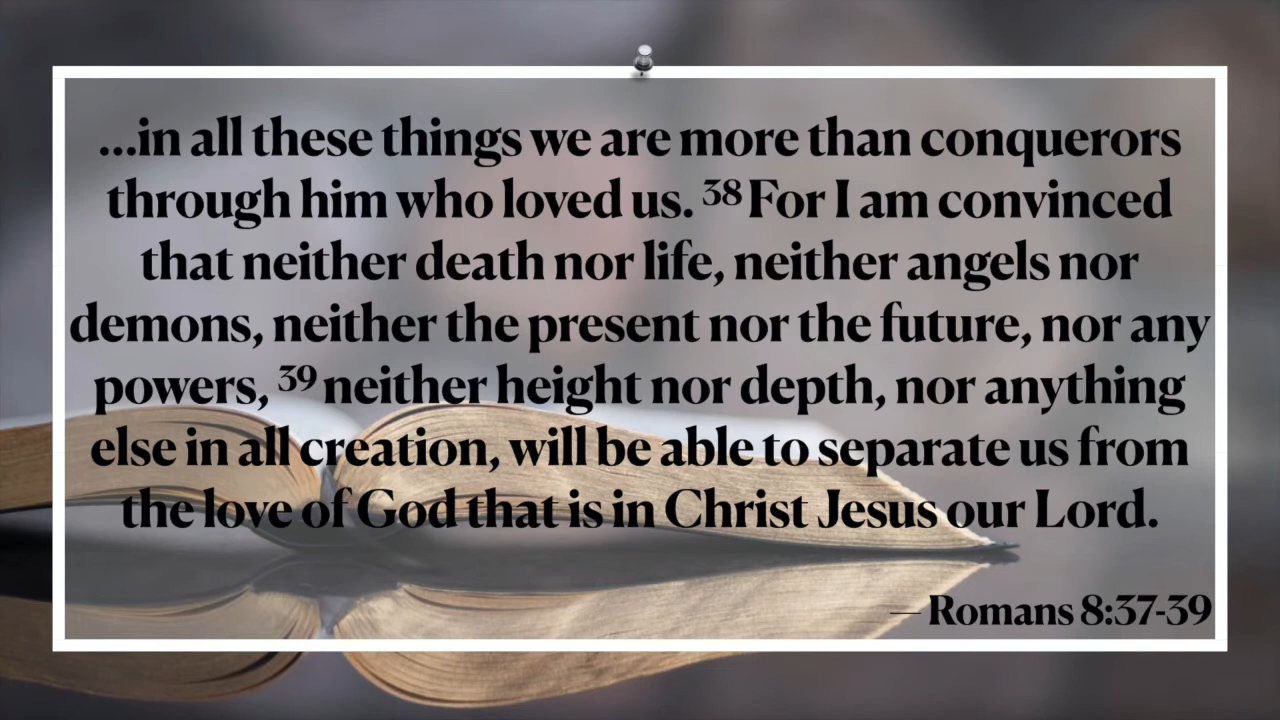 ...in all these things we are more than conquerors
through him who loved us. 38 For I am convinced
that neither death nor life, neither angels nor
demons, neither the present nor the future, nor any
powers, 39 neither height nor depth, nor anything
else in all creation, will be able to separate us from
the love of God that is in Christ Jesus our Lord.
— Romans 8:37-39